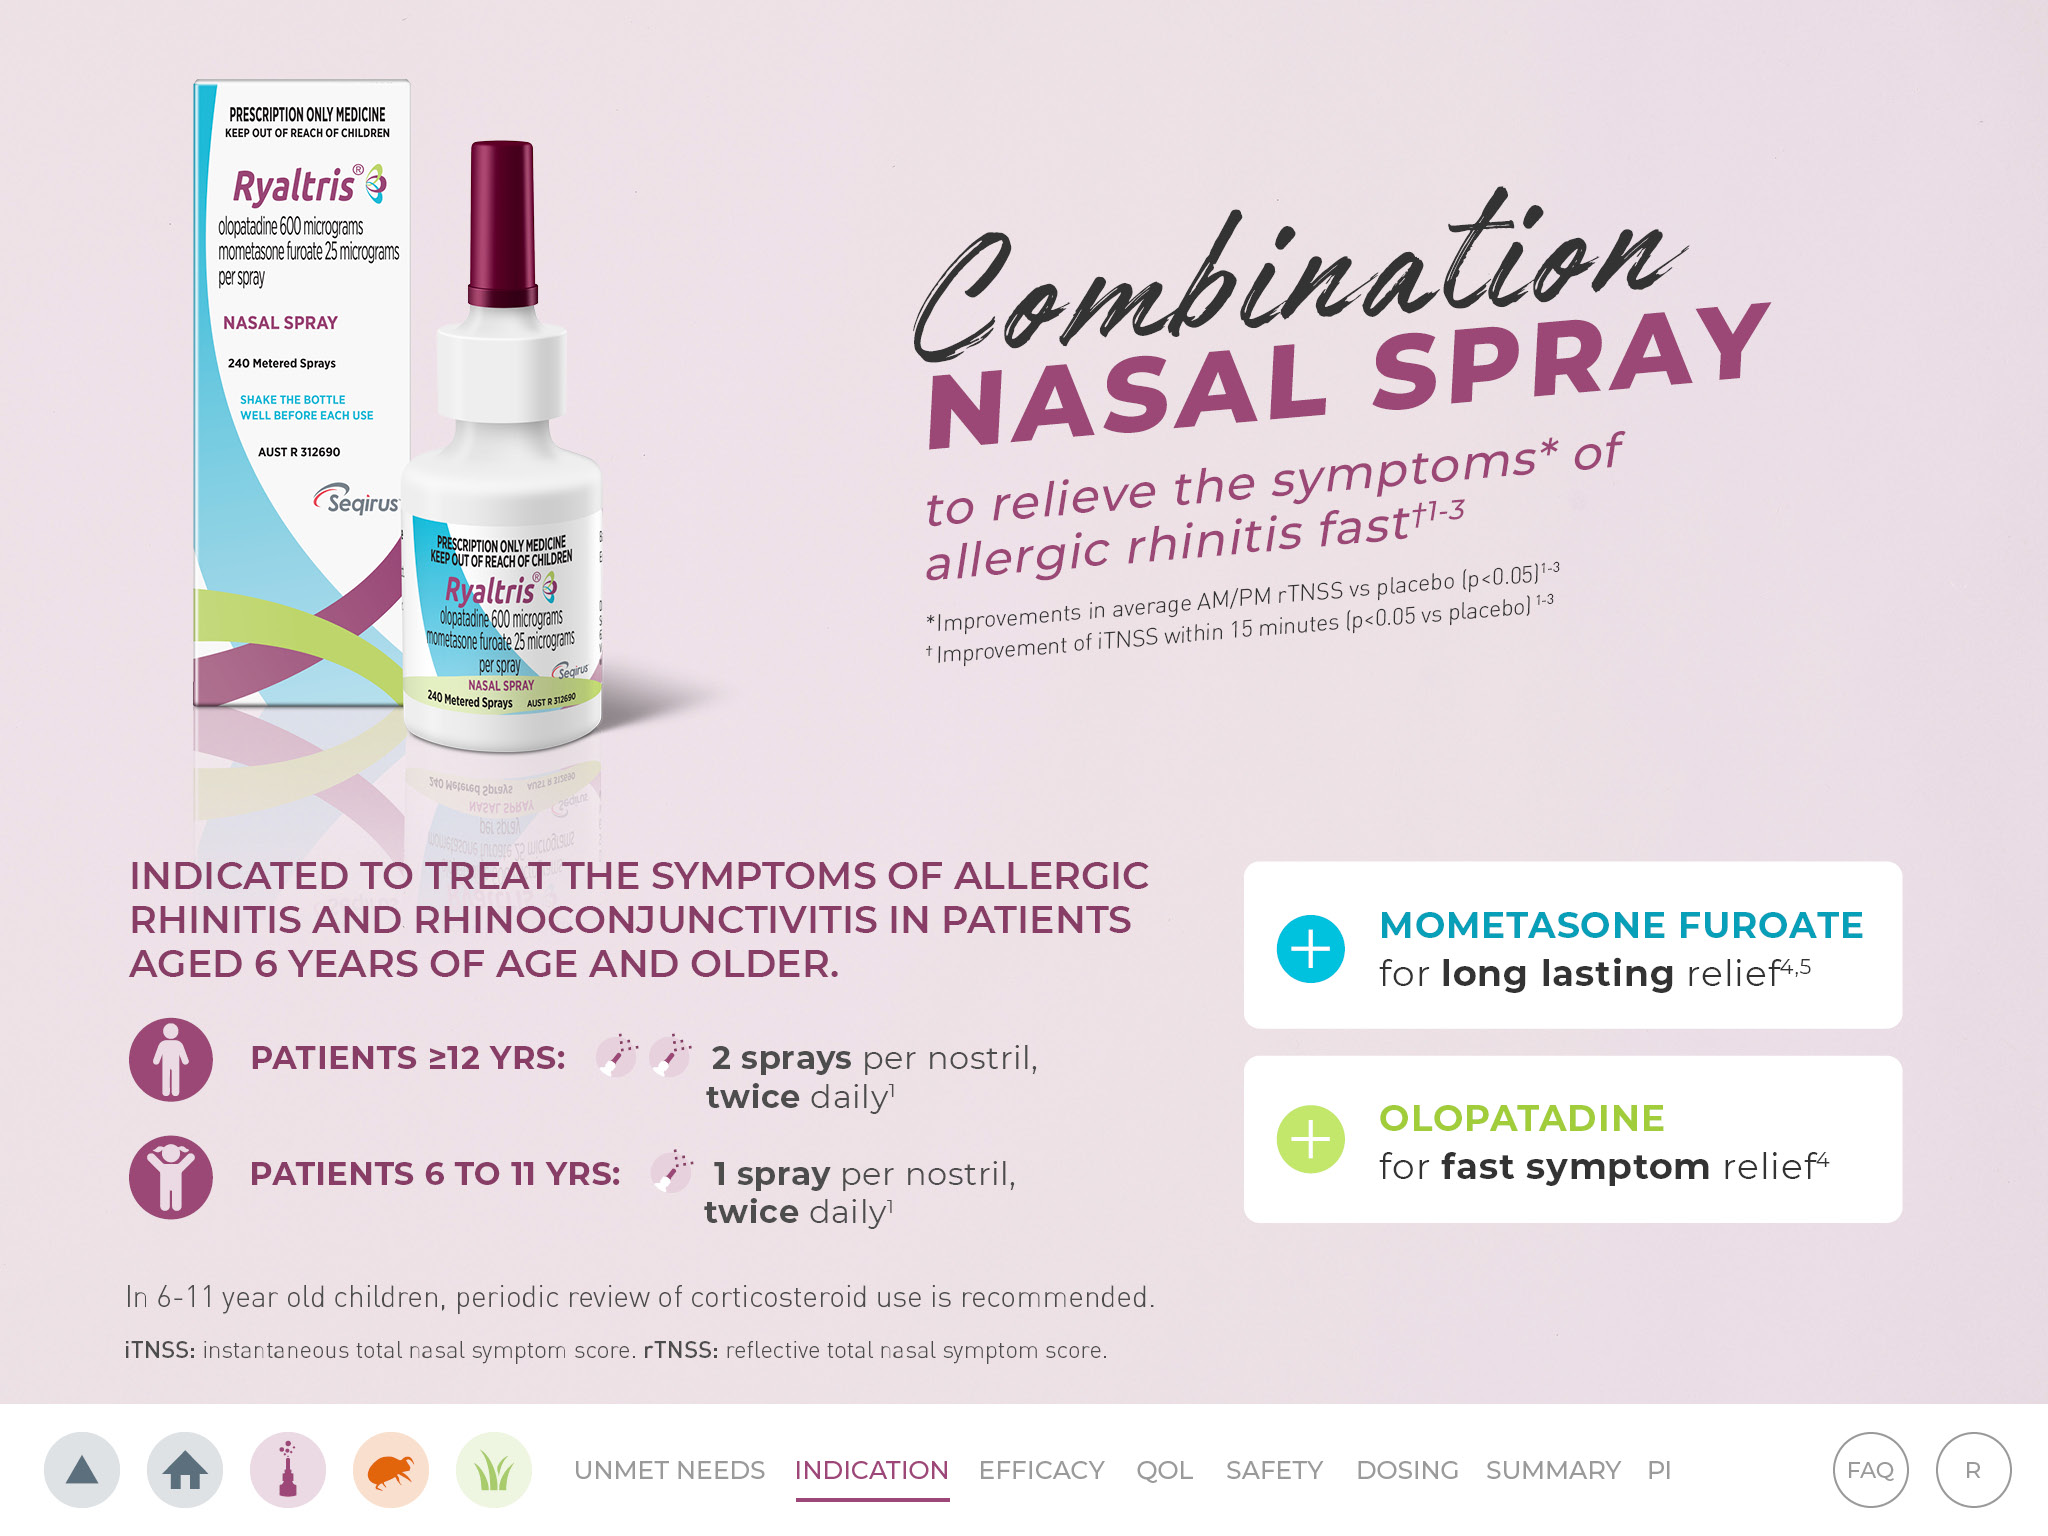 PRESCRIPTION ONLY MEDICINE
KEEP OUT OF REACH OF CHILDREN
Ryaltris®
olopatadine 600 micrograms
mometasone furoate 25 micrograms
per spray
NASAL SPRAY
240 Metered Sprays
SHAKE THE BOTTLE
WELL BEFORE EACH USE
AUST R 312690
Seqirus
PRESCRIPTION ONLY MEDICINE
KEEP OUT OF REACH OF CHILDREN
Ryaltris®
olopatadine 600 micrograms
mometasone furoate 25 micrograms
per spray
Seqirus
NASAL SPRAY
240 Metered Sprays AUST R 312690
Combination
NASAL SPRAY
to relieve the symptoms* of
allergic rhinitis fast†1-3
*Improvements in average AM/PM rTNSS vs placebo (p<0.05)1-3
†Improvement of iTNSS within 15 minutes (p<0.05 vs placebo) 1-3
INDICATED TO TREAT THE SYMPTOMS OF ALLERGIC
RHINITIS AND RHINOCONJUNCTIVITIS IN PATIENTS
AGED 6 YEARS OF AGE AND OLDER.
PATIENTS ≥12 YRS: 2 sprays per nostril,
twice daily1
PATIENTS 6 TO 11 YRS: 1 spray per nostril,
twice daily1
MOMETASONE FUROATE
for long lasting relief4,5
OLOPATADINE
for fast symptom relief4
In 6-11 year old children, periodic review of corticosteroid use is recommended.
iTNSS: instantaneous total nasal symptom score. rTNSS: reflective total nasal symptom score.
UNMET NEEDS INDICATION EFFICACY QOL SAFETY DOSING SUMMARY PI FAQ R